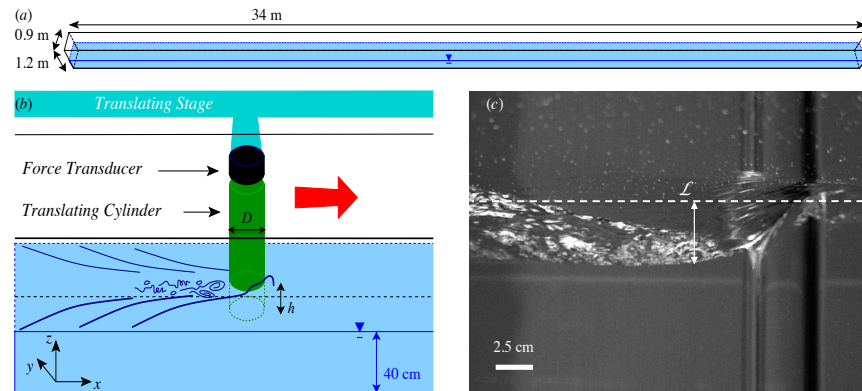 (a)
34 m
0.9 m
1.2 m
(b)
Translating Stage
Force Transducer
Translating Cylinder
D
h
z
y
x
40 cm
(c)
ℒ
2.5 cm